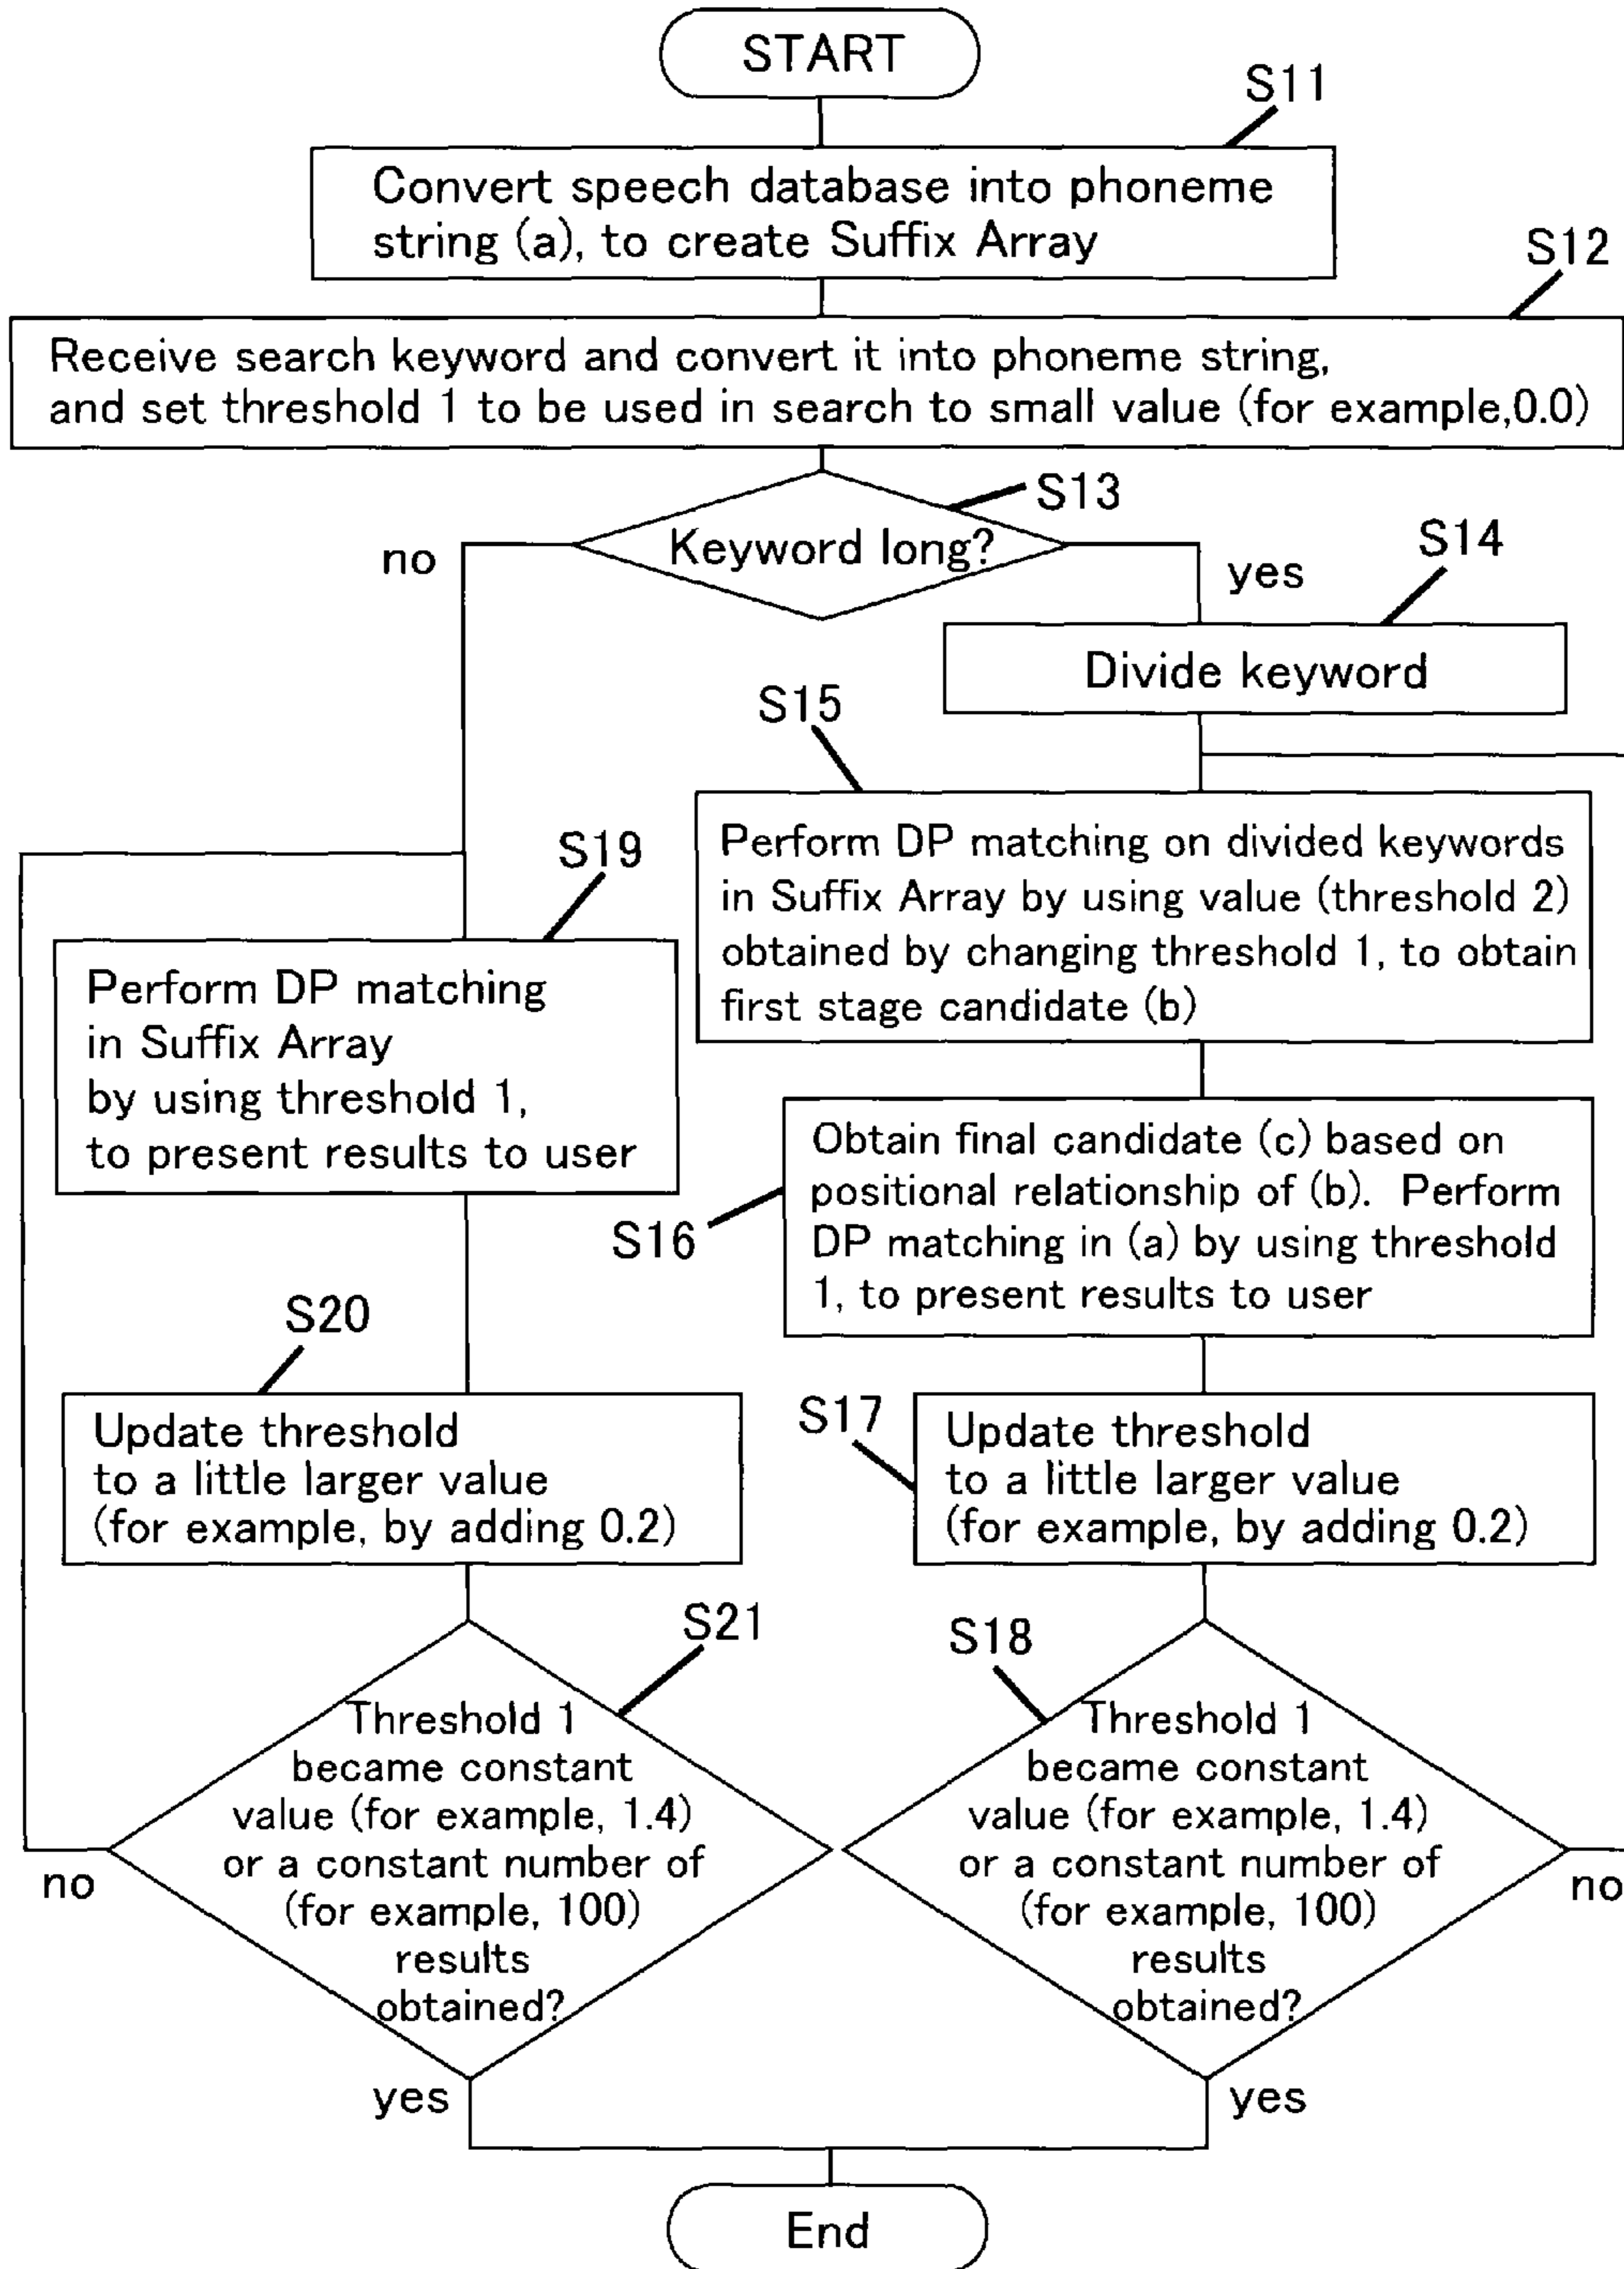 START
S11
Convert speech database into phoneme
string (a), to create Suffix Array
S12
Receive search keyword and convert it into phoneme string,
and set threshold 1 to be used in search to small value (for example,0.0)
S13
Keyword long?
no
yes
S14
Divide keyword
S15
Perform DP matching on divided keywords
in Suffix Array by using value (threshold 2)
obtained by changing threshold 1, to obtain
first stage candidate (b)
S19
Perform DP matching
in Suffix Array
by using threshold 1,
to present results to user
S16
Obtain final candidate (c) based on
positional relationship of (b). Perform
DP matching in (a) by using threshold
1, to present results to user
S20
Update threshold
to a little larger value
(for example, by adding 0.2)
S17
Update threshold
to a little larger value
(for example, by adding 0.2)
S21
Threshold 1
became constant
value (for example, 1.4)
or a constant number of
(for example, 100)
results
obtained?
no
yes
S18
Threshold 1
became constant
value (for example, 1.4)
or a constant number of
(for example, 100)
results
obtained?
no
yes
End